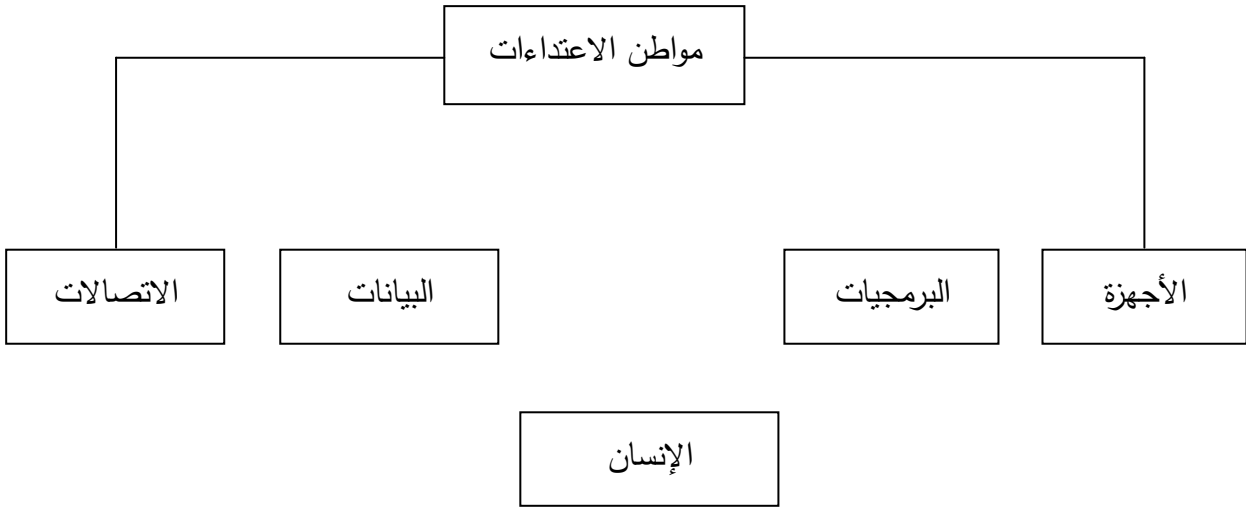 مواطن الاعتداءات
الأجهزة
البرمجيات
البيانات
الاتصالات
الإنسان